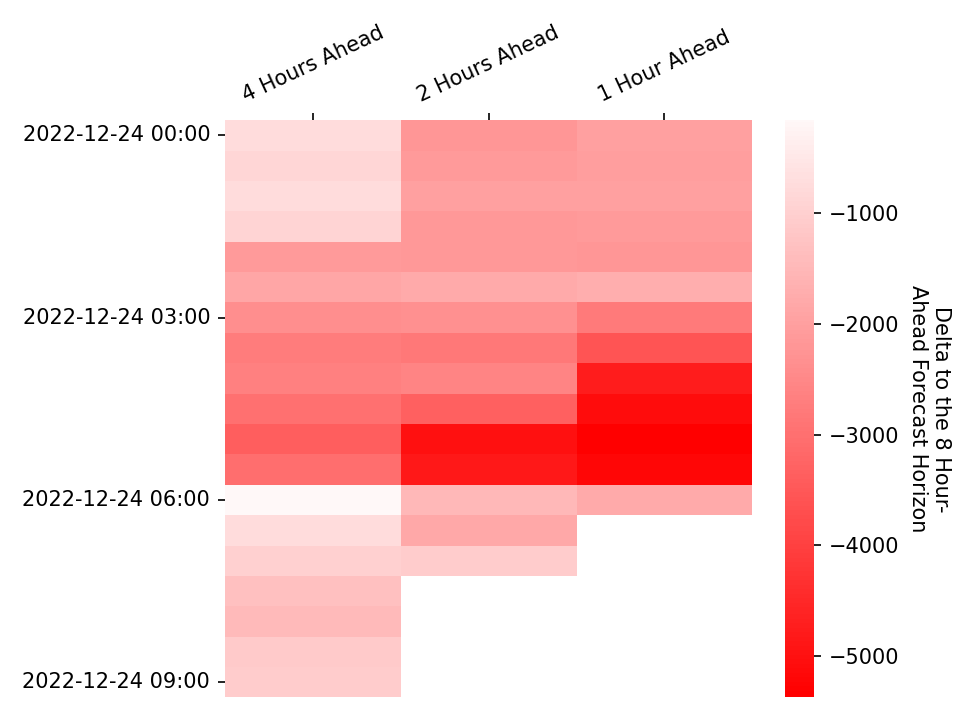 4 Hours Ahead
2 Hours Ahead
1 Hour Ahead
2022-12-24 00:00
2022-12-24 03:00
2022-12-24 06:00
2022-12-24 09:00
−1000
−2000
−3000
−4000
−5000
Delta to the 8 Hour-
Ahead Forecast Horizon